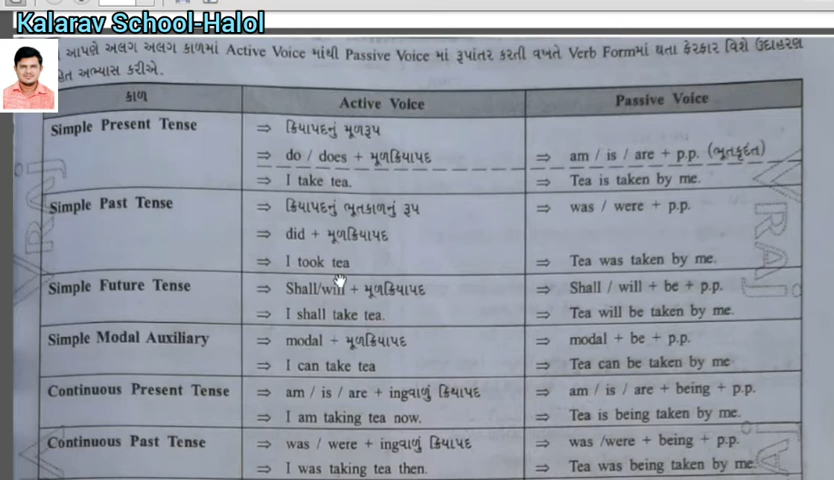 Kalarav School-Halol
આપણે અલગ અલગ કાળમાં Active Voice માંથી Passive Voice માં રૂપાંતર કરતી વખતે Verb Formમાં થતા ફેરફાર વિશે ઉદાહરણ
અભ્યાસ કરીએ.
કાળ Active Voice Passive Voice
Simple Present Tense ⇒ ક્રિયાપદનું મૂળરૂપ
⇒ do / does + મૂળક્રિયાપદ ⇒ am / is / are + p.p. (ભૂતકૃદંત)
⇒ I take tea. ⇒ Tea is taken by me.
Simple Past Tense ⇒ ક્રિયાપદનું ભૂતકાળનું રૂપ ⇒ was / were + p.p.
⇒ did + મૂળક્રિયાપદ
⇒ I took tea ⇒ Tea was taken by me.
Simple Future Tense ⇒ Shall/will + મૂળક્રિયાપદ ⇒ Shall / will + be + p.p.
⇒ I shall take tea. ⇒ Tea will be taken by me.
Simple Modal Auxiliary ⇒ modal + મૂળક્રિયાપદ ⇒ modal + be + p.p.
⇒ I can take tea ⇒ Tea can be taken by me
Continuous Present Tense ⇒ am / is / are + ingવાળું ક્રિયાપદ ⇒ am / is / are + being + p.p.
⇒ I am taking tea now. ⇒ Tea is being taken by me.
Continuous Past Tense ⇒ was / were + ingવાળું ક્રિયાપદ ⇒ was /were + being + p.p.
⇒ I was taking tea then. ⇒ Tea was being taken by me.